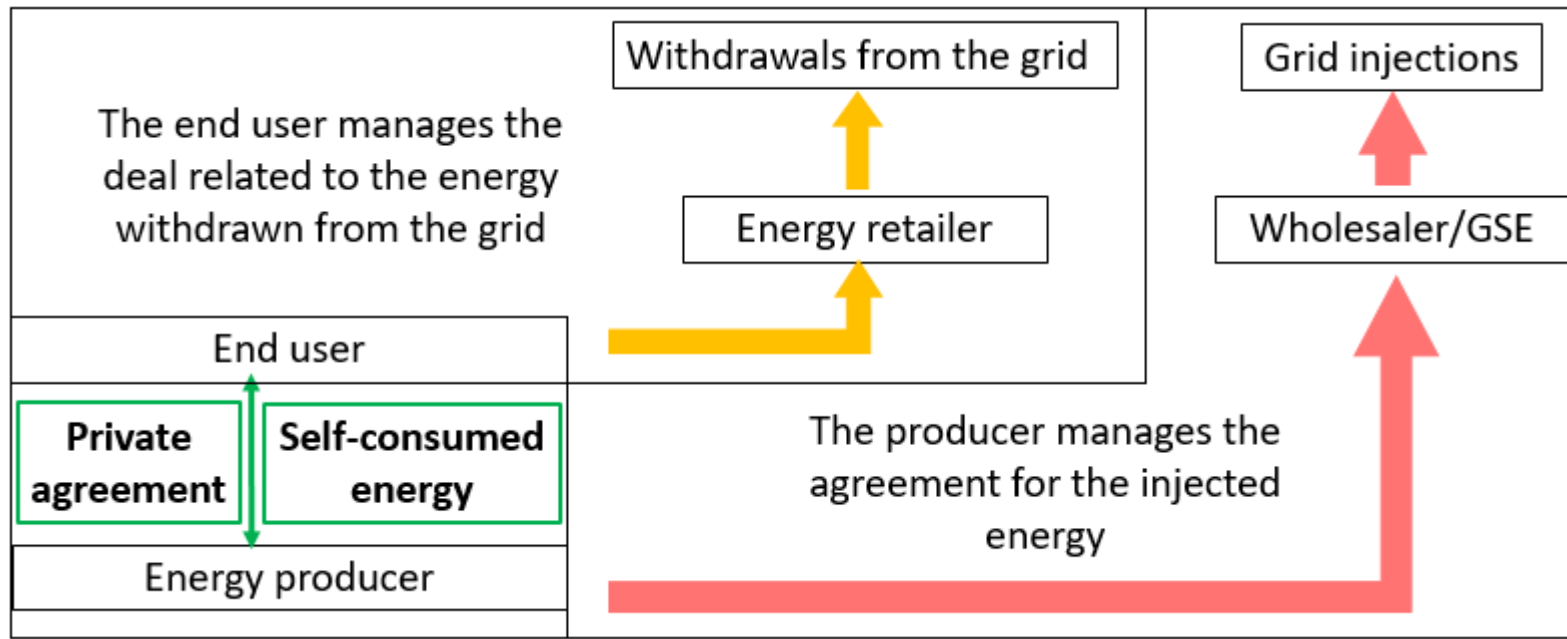 Withdrawals from the grid
Grid injections
The end user manages the
deal related to the energy
withdrawn from the grid
Energy retailer
Wholesaler/GSE
End user
Private
agreement
Self-consumed
energy
The producer manages the
agreement for the injected
energy
Energy producer